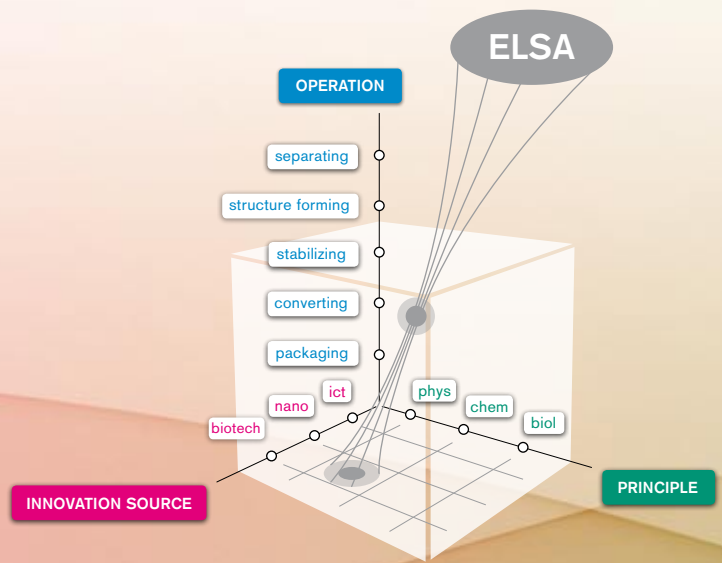 ELSA
OPERATION
separating
structure forming
stabilizing
converting
packaging
ict
nano
biotech
phys
chem
biol
INNOVATION SOURCE
PRINCIPLE